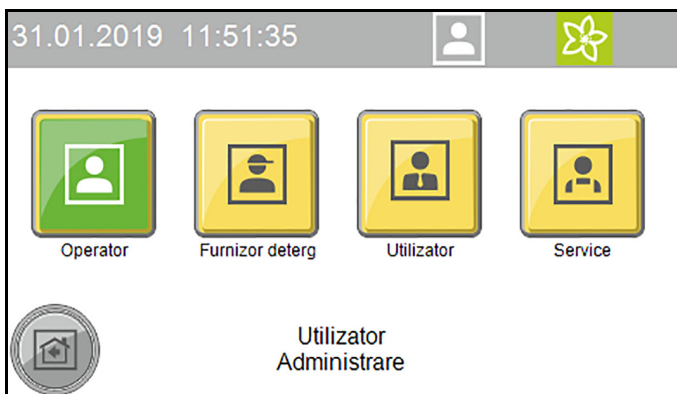 31.01.2019 11:51:35
Operator
Furnizor deterg
Utilizator
Service
Utilizator
Administrare